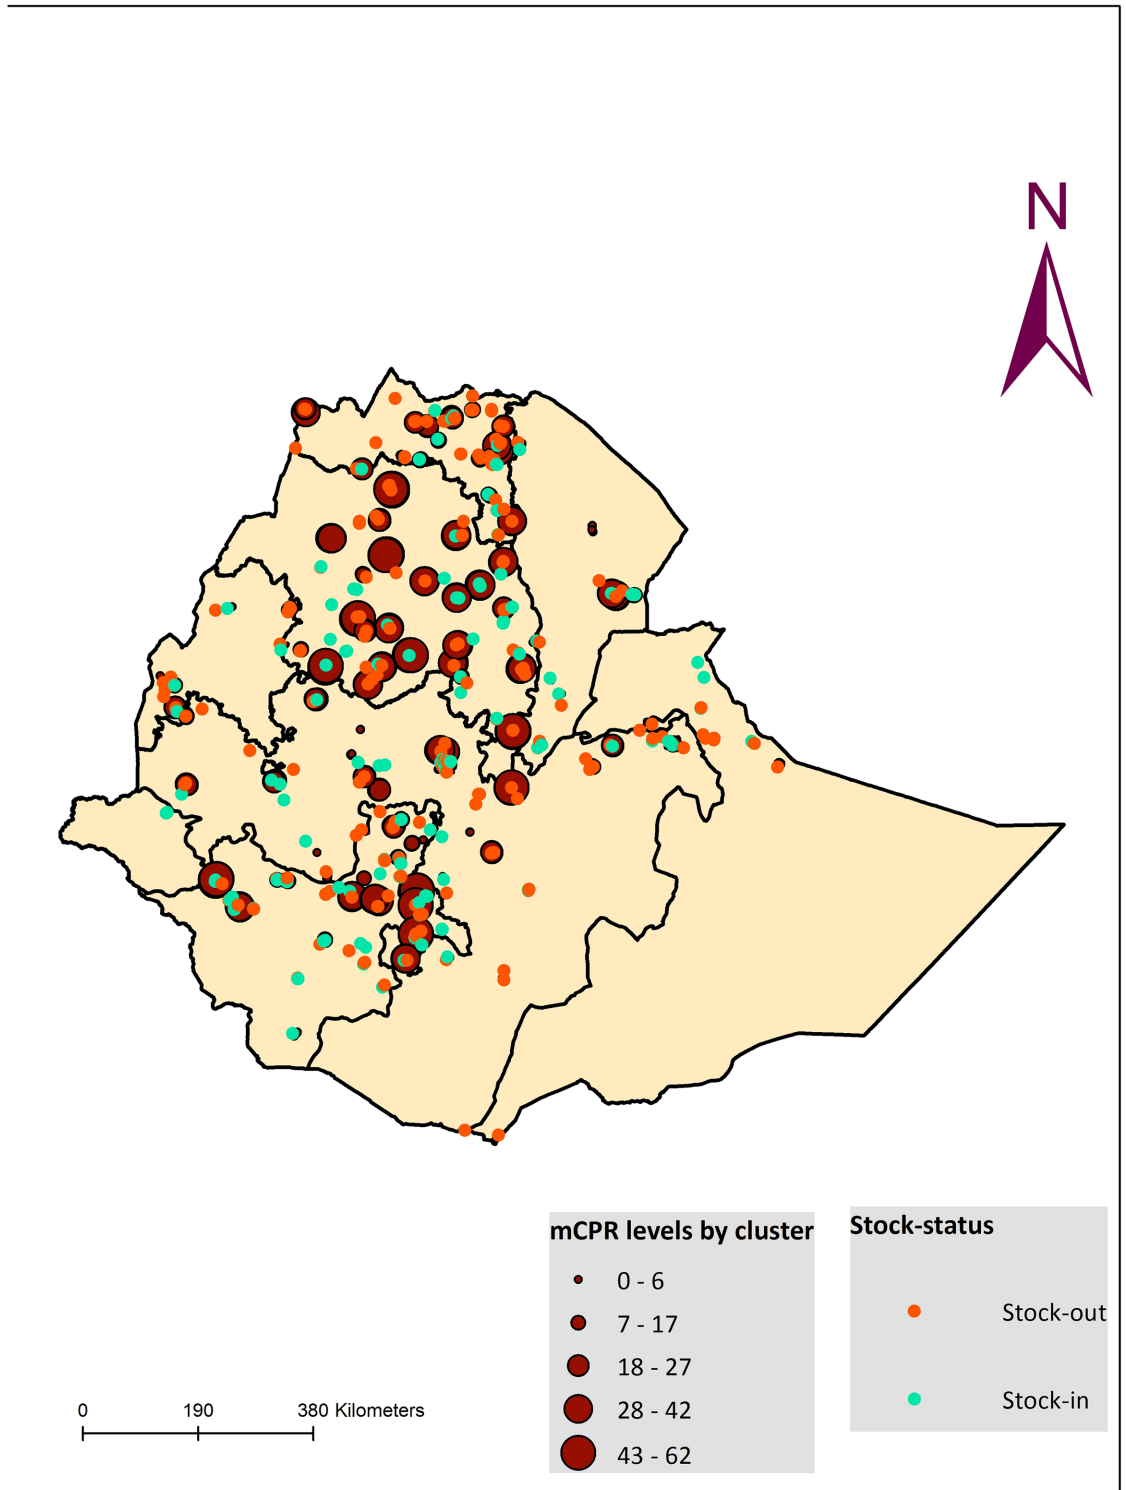 N
mCPR levels by cluster
0 - 6
7 - 17
18 - 27
28 - 42
43 - 62
Stock-status
Stock-out
Stock-in
0 190 380 Kilometers